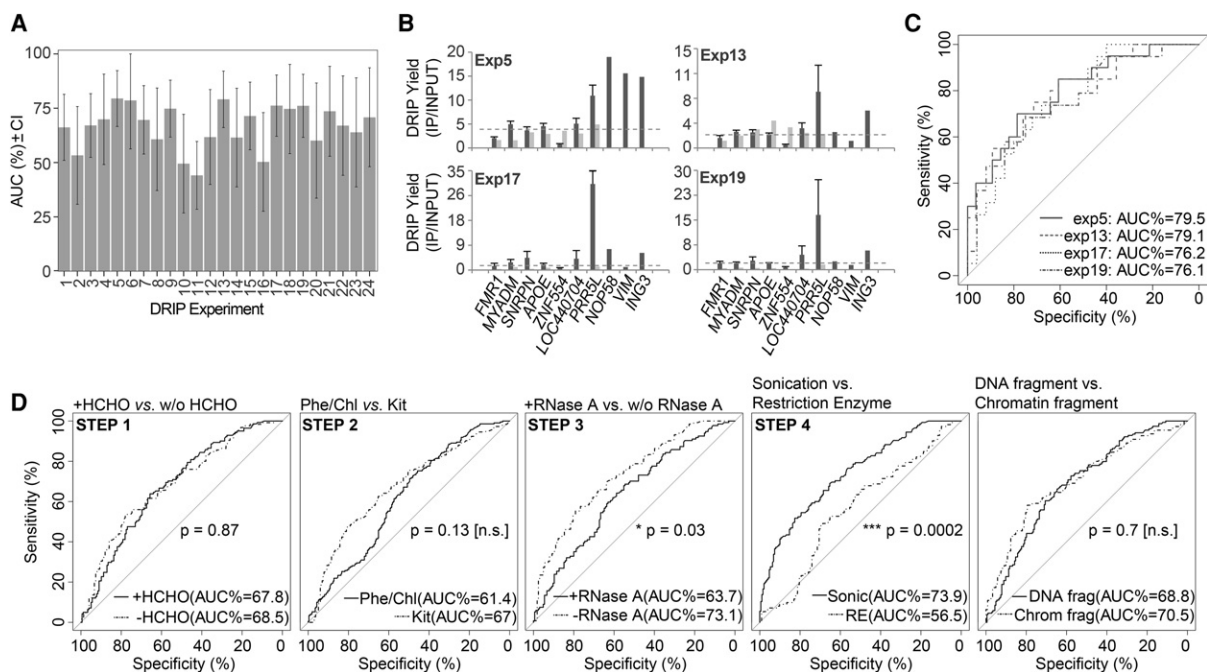 A
100
75
50
25
0
AUC (%) ± CI
1 2 3 4 5 6 7 8 9 10 11 12 13 14 15 16 17 18 19 20 21 22 23 24
DRIP Experiment
B
Exp5
20
15
10
5
0
DRIP Yield
(IP/INPUT)
Exp13
15
11
6
3
0
Exp17
35
9
6
3
0
DRIP Yield
(IP/INPUT)
Exp19
30
9
6
3
0
FMR1
MYADM
SNRPN
APOE
ZNF554
LOC440704
PRR5L
NOP58
VIM
ING3
FMR1
MYADM
SNRPN
APOE
ZNF554
LOC440704
PRR5L
NOP58
VIM
ING3
C
100
80
60
40
20
0
Sensitivity (%)
exp5: AUC%=79.5
exp13: AUC%=79.1
exp17: AUC%=76.2
exp19: AUC%=76.1
100 80 60 40 20 0
Specificity (%)
D
+HCHO vs. w/o HCHO
STEP 1
100
80
60
40
20
0
Sensitivity (%)
p = 0.87
+HCHO(AUC%=67.8)
-HCHO(AUC%=68.5)
100 80 60 40 20 0
Specificity (%)
Phe/Chl vs. Kit
STEP 2
p = 0.13 [n.s.]
Phe/Chl(AUC%=61.4)
Kit(AUC%=67)
100 80 60 40 20 0
Specificity (%)
+RNase A vs. w/o RNase A
STEP 3
* p = 0.03
+RNase A(AUC%=63.7)
-RNase A(AUC%=73.1)
100 80 60 40 20 0
Specificity (%)
Sonication vs.
Restriction Enzyme
STEP 4
*** p = 0.0002
Sonic(AUC%=73.9)
RE(AUC%=56.5)
100 80 60 40 20 0
Specificity (%)
DNA fragment vs.
Chromatin fragment
p = 0.7 [n.s.]
DNA frag(AUC%=68.8)
Chrom frag(AUC%=70.5)
100 80 60 40 20 0
Specificity (%)